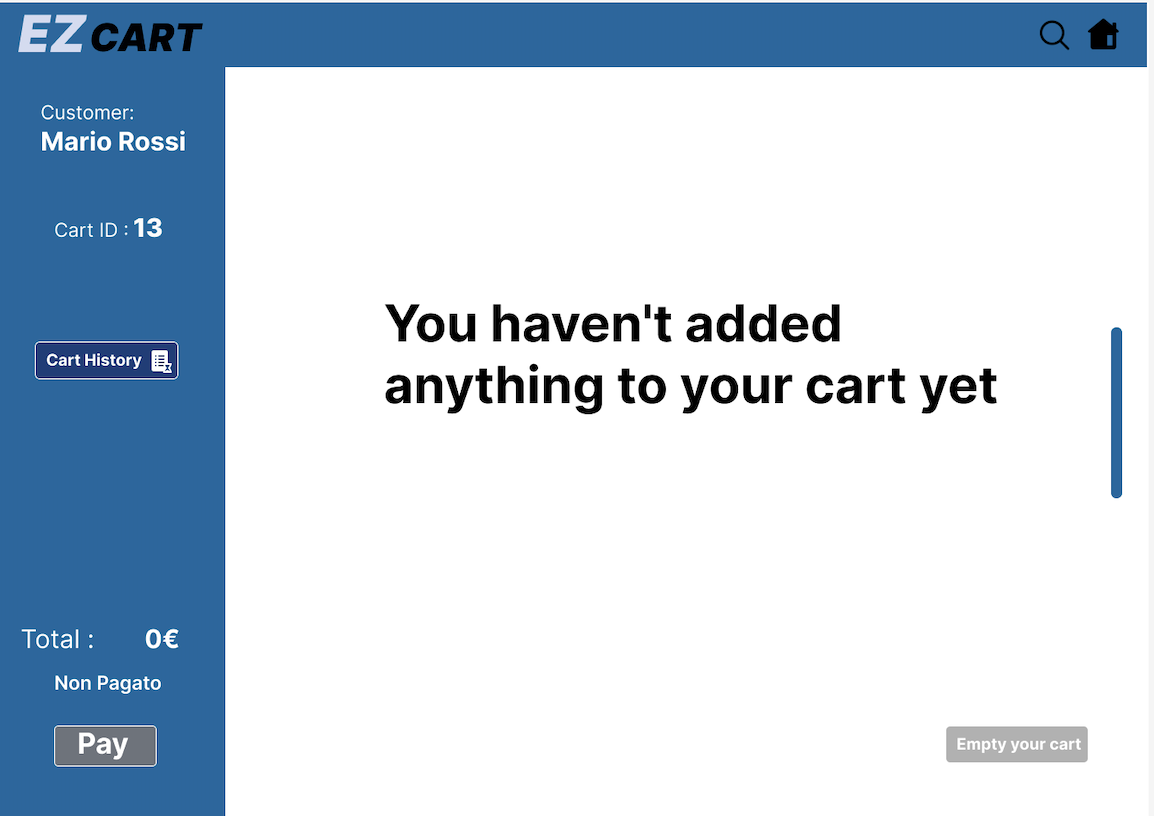 EZ CART
Customer:
Mario Rossi
Cart ID : 13
Cart History
You haven't added
anything to your cart yet
Total : 0€
Non Pagato
Pay
Empty your cart